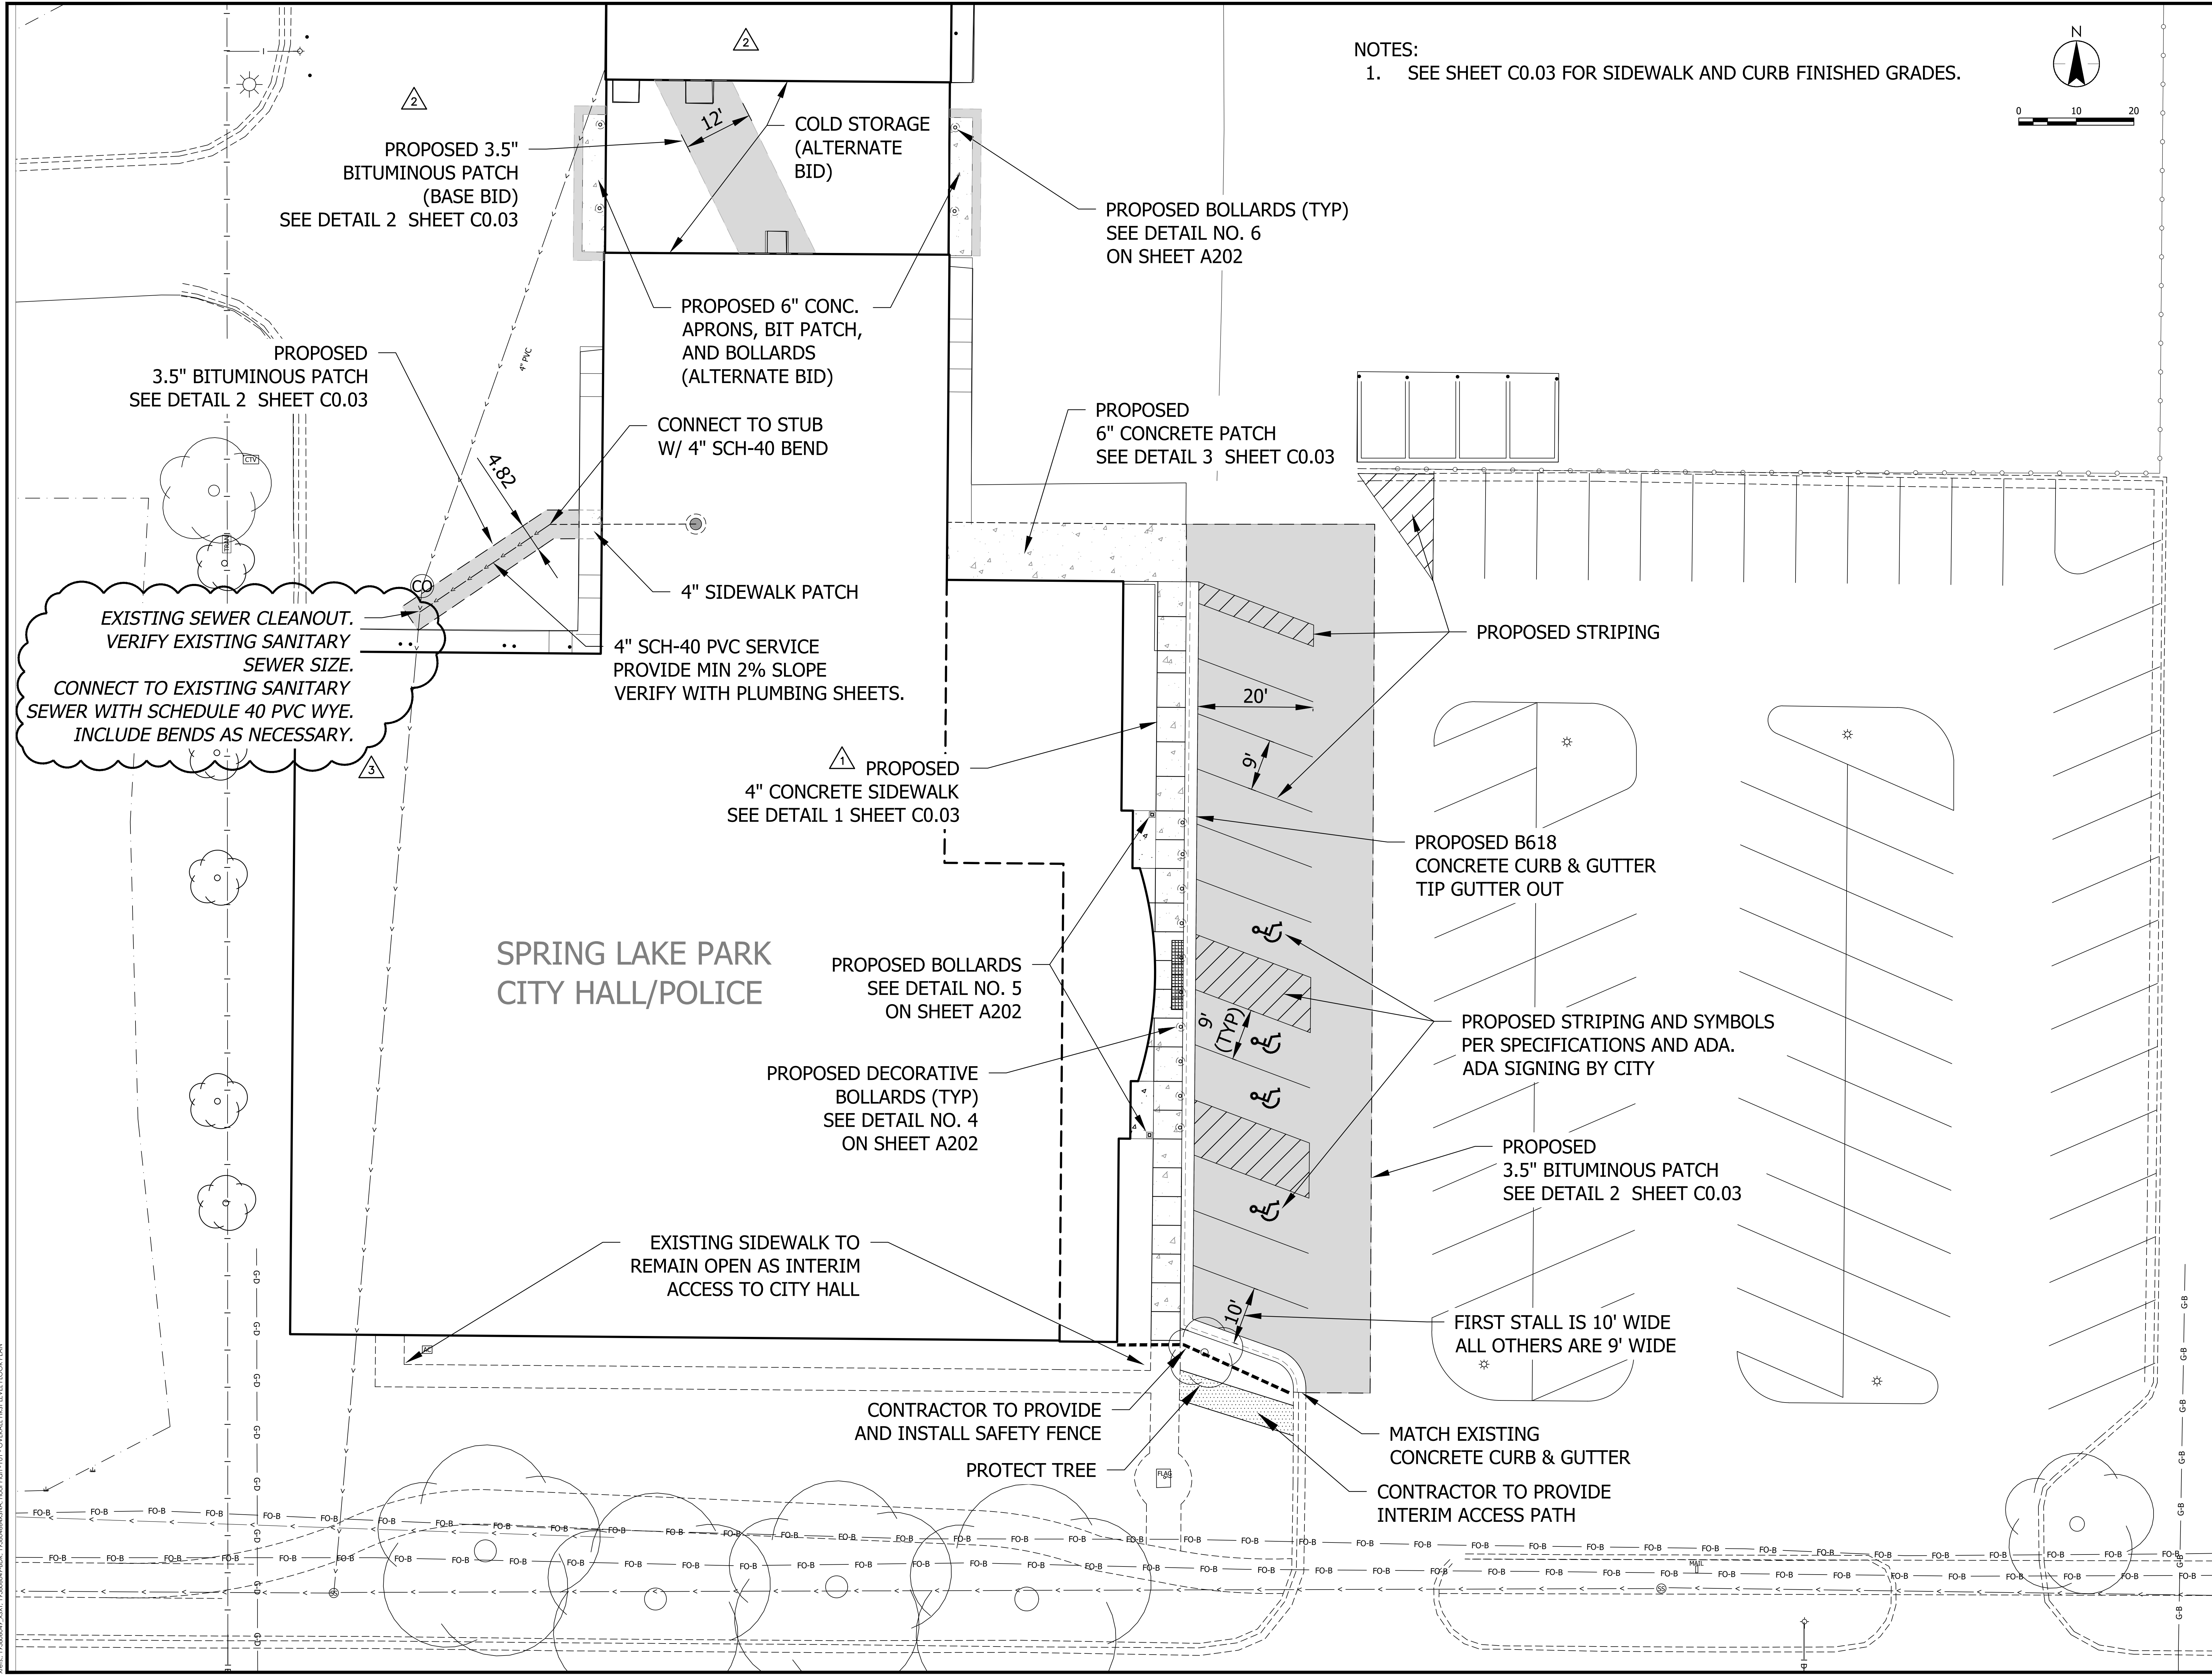 NOTES:
1. SEE SHEET C0.03 FOR SIDEWALK AND CURB FINISHED GRADES.
N
0 10 20
2
2
12'
COLD STORAGE
(ALTERNATE
BID)
PROPOSED 3.5"
BITUMINOUS PATCH
(BASE BID)
SEE DETAIL 2 SHEET C0.03
PROPOSED BOLLARDS (TYP)
SEE DETAIL NO. 6
ON SHEET A202
PROPOSED 6" CONC.
APRONS, BIT PATCH,
AND BOLLARDS
(ALTERNATE BID)
4" PVC
PROPOSED
3.5" BITUMINOUS PATCH
SEE DETAIL 2 SHEET C0.03
CONNECT TO STUB
W/ 4" SCH-40 BEND
4.82
PROPOSED
6" CONCRETE PATCH
SEE DETAIL 3 SHEET C0.03
CTV
TRAN
CO
4" SIDEWALK PATCH
EXISTING SEWER CLEANOUT.
VERIFY EXISTING SANITARY
SEWER SIZE.
CONNECT TO EXISTING SANITARY
SEWER WITH SCHEDULE 40 PVC WYE.
INCLUDE BENDS AS NECESSARY.
3
4" SCH-40 PVC SERVICE
PROVIDE MIN 2% SLOPE
VERIFY WITH PLUMBING SHEETS.
PROPOSED STRIPING
20'
9'
1
PROPOSED
4" CONCRETE SIDEWALK
SEE DETAIL 1 SHEET C0.03
PROPOSED B618
CONCRETE CURB & GUTTER
TIP GUTTER OUT
SPRING LAKE PARK
CITY HALL/POLICE
PROPOSED BOLLARDS
SEE DETAIL NO. 5
ON SHEET A202
9'
(TYP)
PROPOSED STRIPING AND SYMBOLS
PER SPECIFICATIONS AND ADA.
ADA SIGNING BY CITY
PROPOSED DECORATIVE
BOLLARDS (TYP)
SEE DETAIL NO. 4
ON SHEET A202
PROPOSED
3.5" BITUMINOUS PATCH
SEE DETAIL 2 SHEET C0.03
EXISTING SIDEWALK TO
REMAIN OPEN AS INTERIM
ACCESS TO CITY HALL
10'
FIRST STALL IS 10' WIDE
ALL OTHERS ARE 9' WIDE
AC
CONTRACTOR TO PROVIDE
AND INSTALL SAFETY FENCE
MATCH EXISTING
CONCRETE CURB & GUTTER
PROTECT TREE
FLAG
CONTRACTOR TO PROVIDE
INTERIM ACCESS PATH
G-D
G-B
FO-B
MAIL
SS
SS